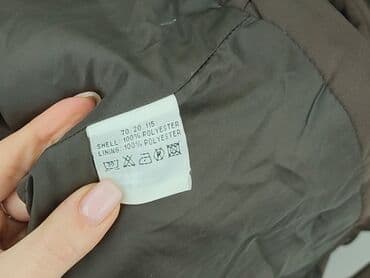 70 20 115
SHELL: 100% POLYESTER
LINING: 100% POLYESTER